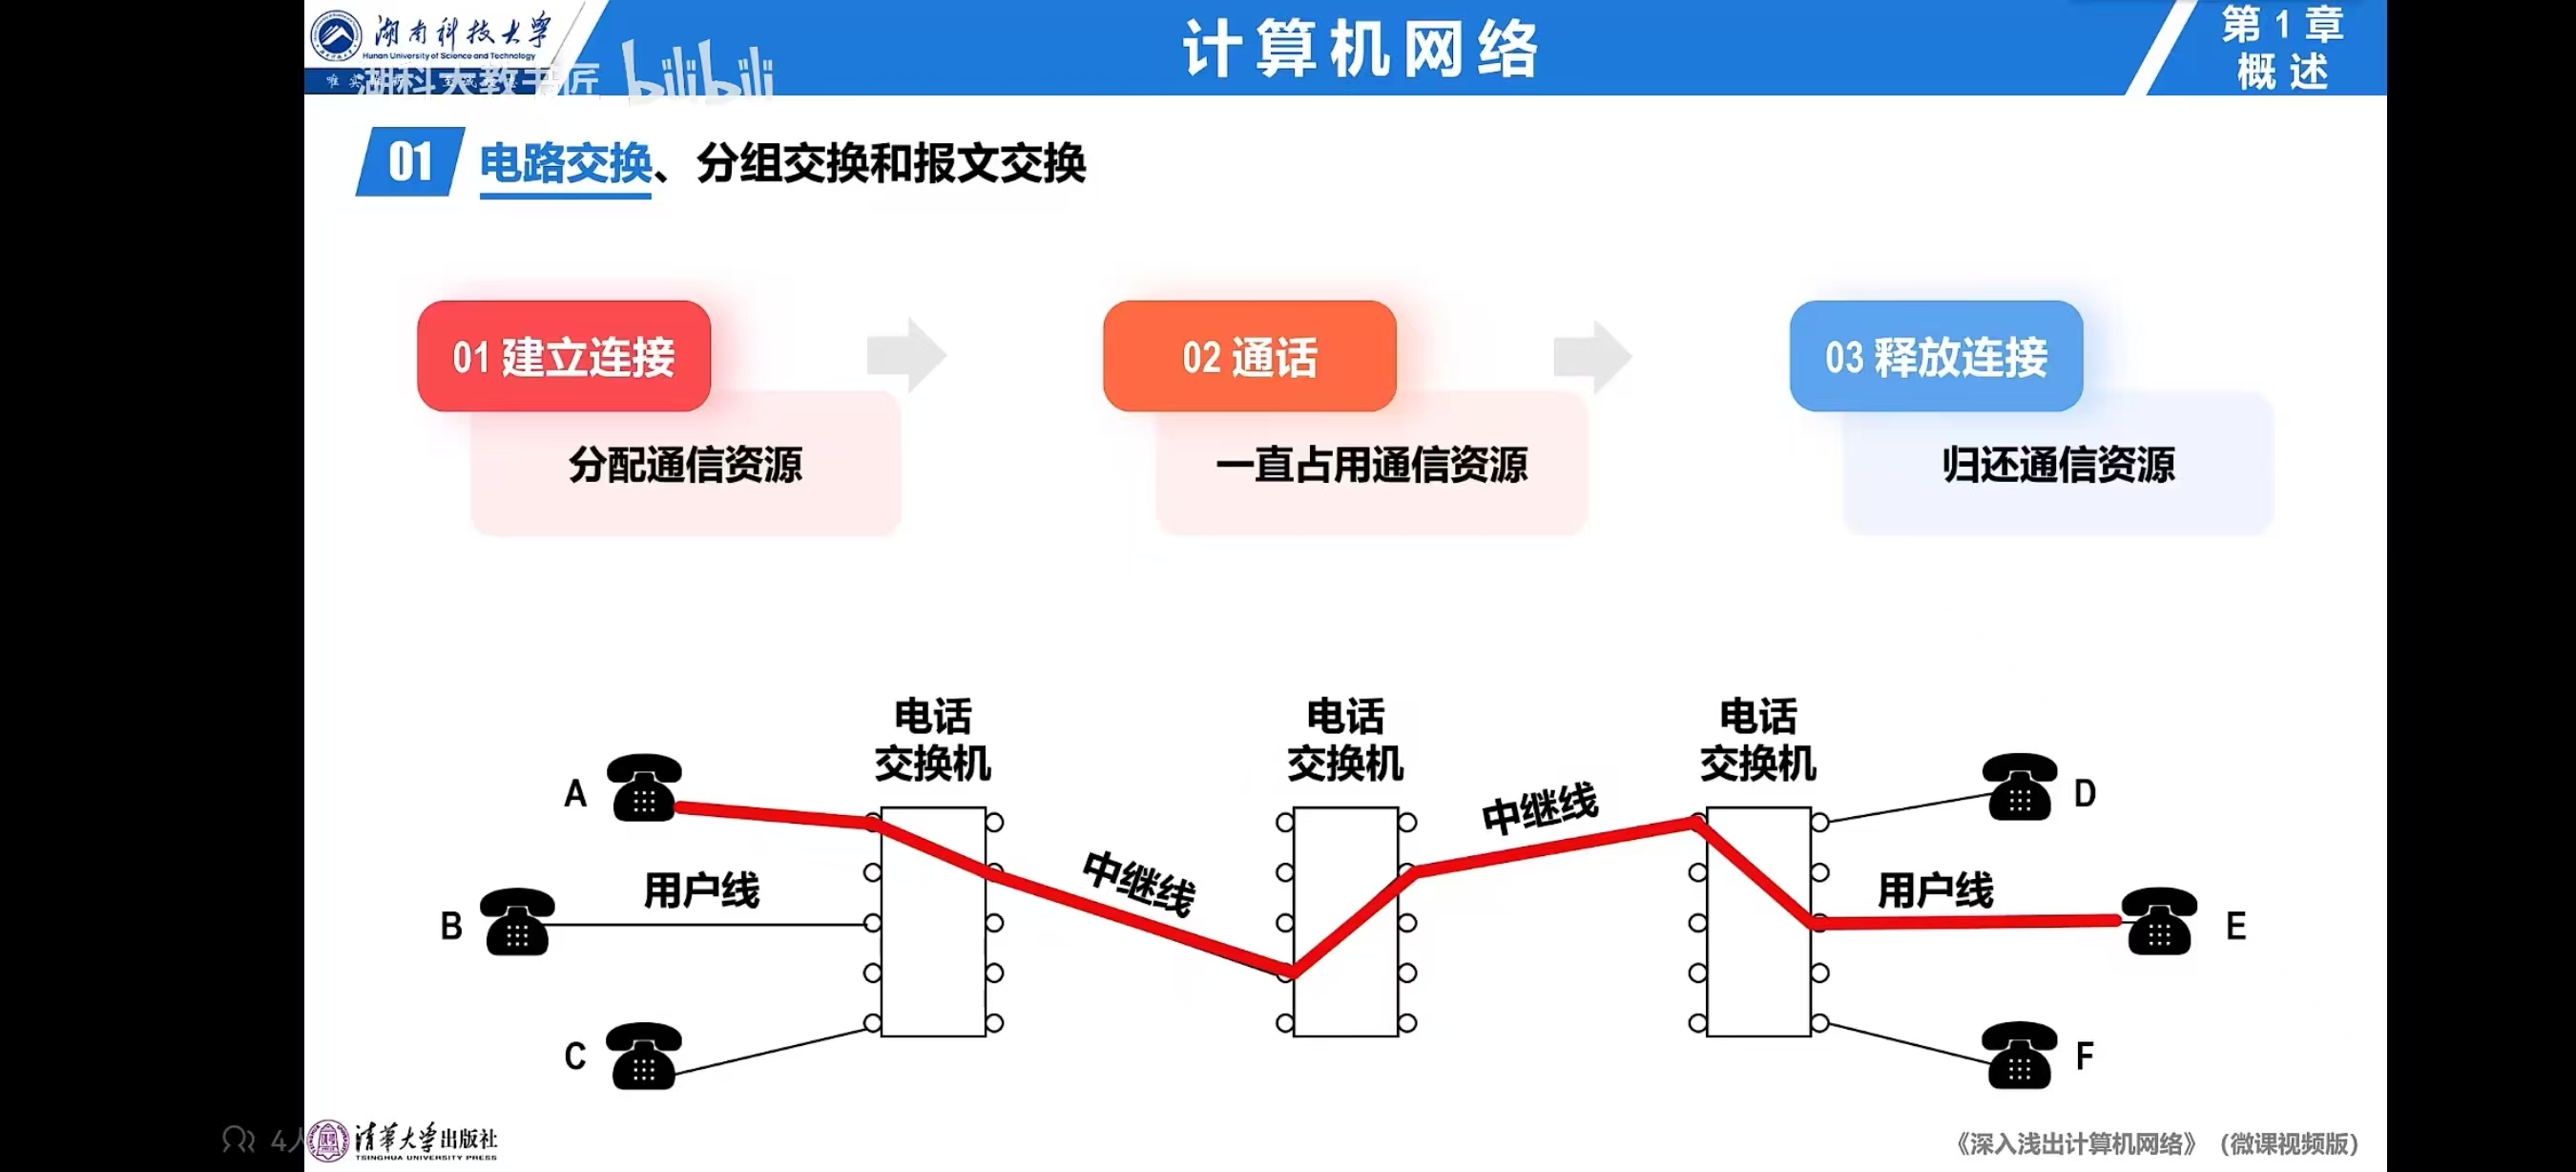 湖南科技大学
Hunan University of Science and Technology
湖科大教书匠
bilibili
计算机网络
第1章
概述
01 电路交换、分组交换和报文交换
01 建立连接
分配通信资源
02 通话
一直占用通信资源
03 释放连接
归还通信资源
电话
交换机
电话
交换机
电话
交换机
A
B
C
用户线
中继线
中继线
用户线
D
E
F
4人
清华大学出版社
TSINGHUA UNIVERSITY PRESS
《深入浅出计算机网络》（微课视频版）